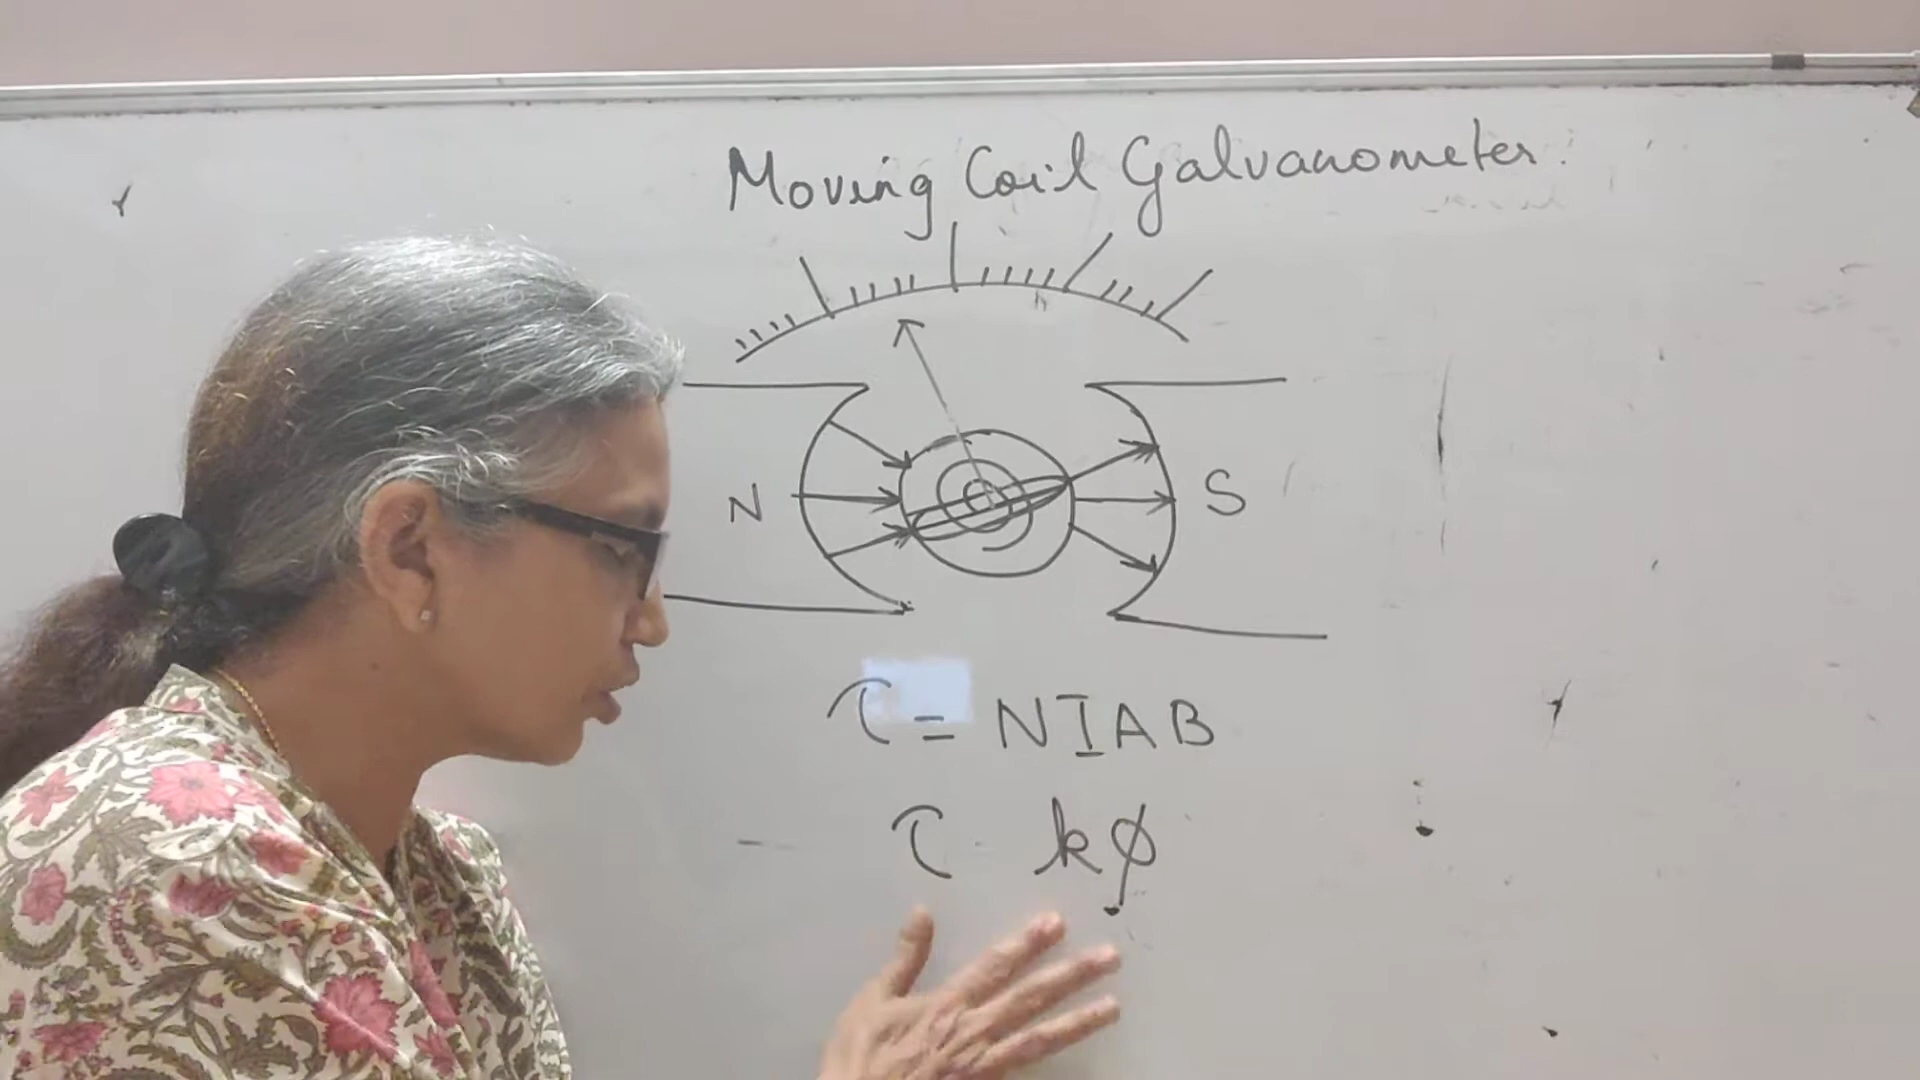 Moving Coil Galvanometer.
N S
τ = NIAB
τ kϕ